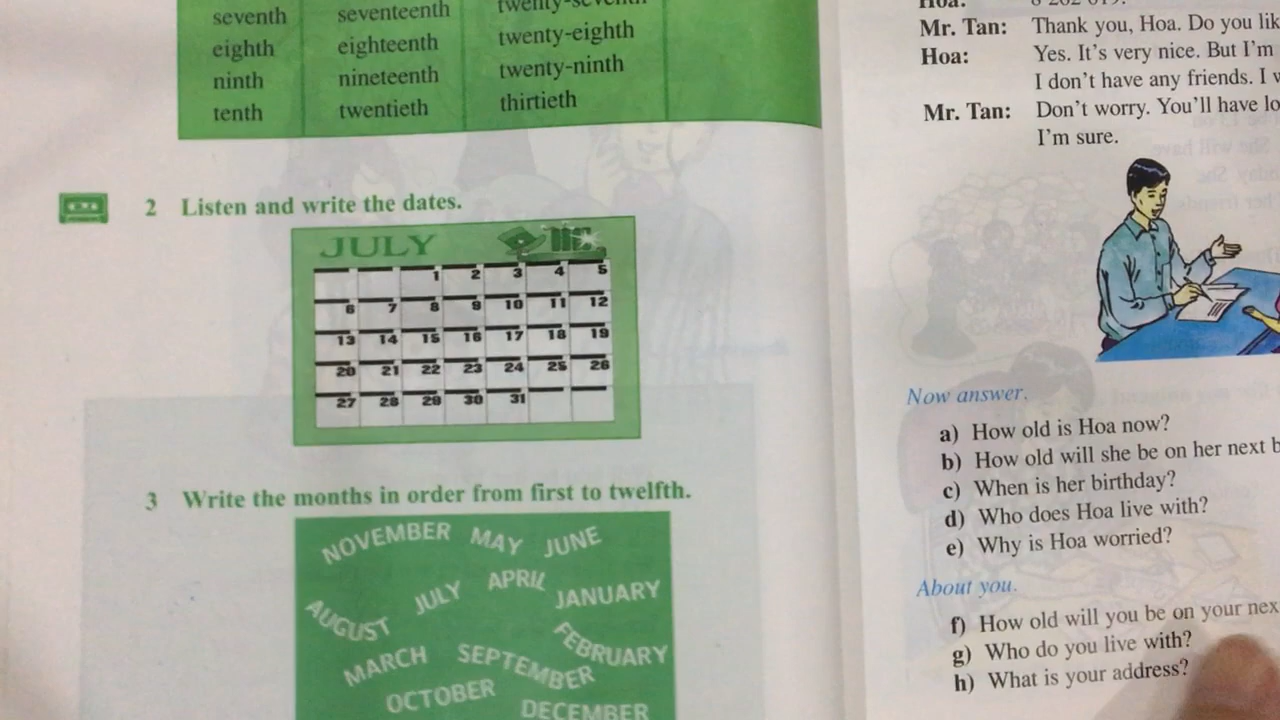 seventh seventeenth twenty-seventh
eighth eighteenth twenty-eighth
ninth nineteenth twenty-ninth
tenth twentieth thirtieth
2 Listen and write the dates.
JULY
1 2 3 4 5
6 7 8 9 10 11 12
13 14 15 16 17 18 19
20 21 22 23 24 25 26
27 28 29 30 31
3 Write the months in order from first to twelfth.
NOVEMBER MAY JUNE
JULY APRIL JANUARY
AUGUST FEBRUARY
MARCH SEPTEMBER
OCTOBER DECEMBER
Hoa:
Mr. Tan: Thank you, Hoa. Do you lik
Hoa: Yes. It's very nice. But I'm
I don't have any friends. I w
Mr. Tan: Don't worry. You'll have lo
I'm sure.
Now answer.
a) How old is Hoa now?
b) How old will she be on her next b
c) When is her birthday?
d) Who does Hoa live with?
e) Why is Hoa worried?
About you.
f) How old will you be on your nex
g) Who do you live with?
h) What is your address?